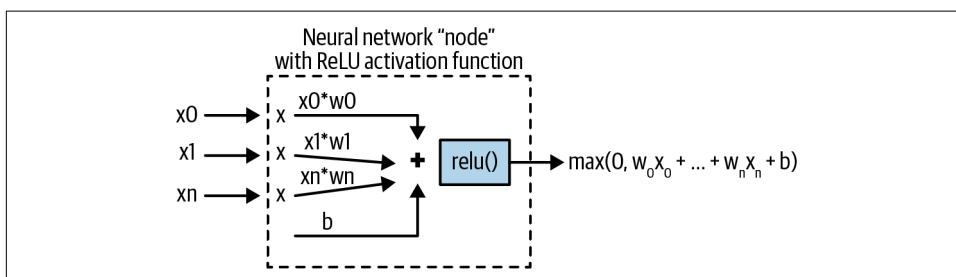 Neural network “node”
with ReLU activation function
x0 x x0*w0
x1 x x1*w1
xn x xn*wn
b
+
relu()
max(0, w₀x₀ + ... + wₙxₙ + b)